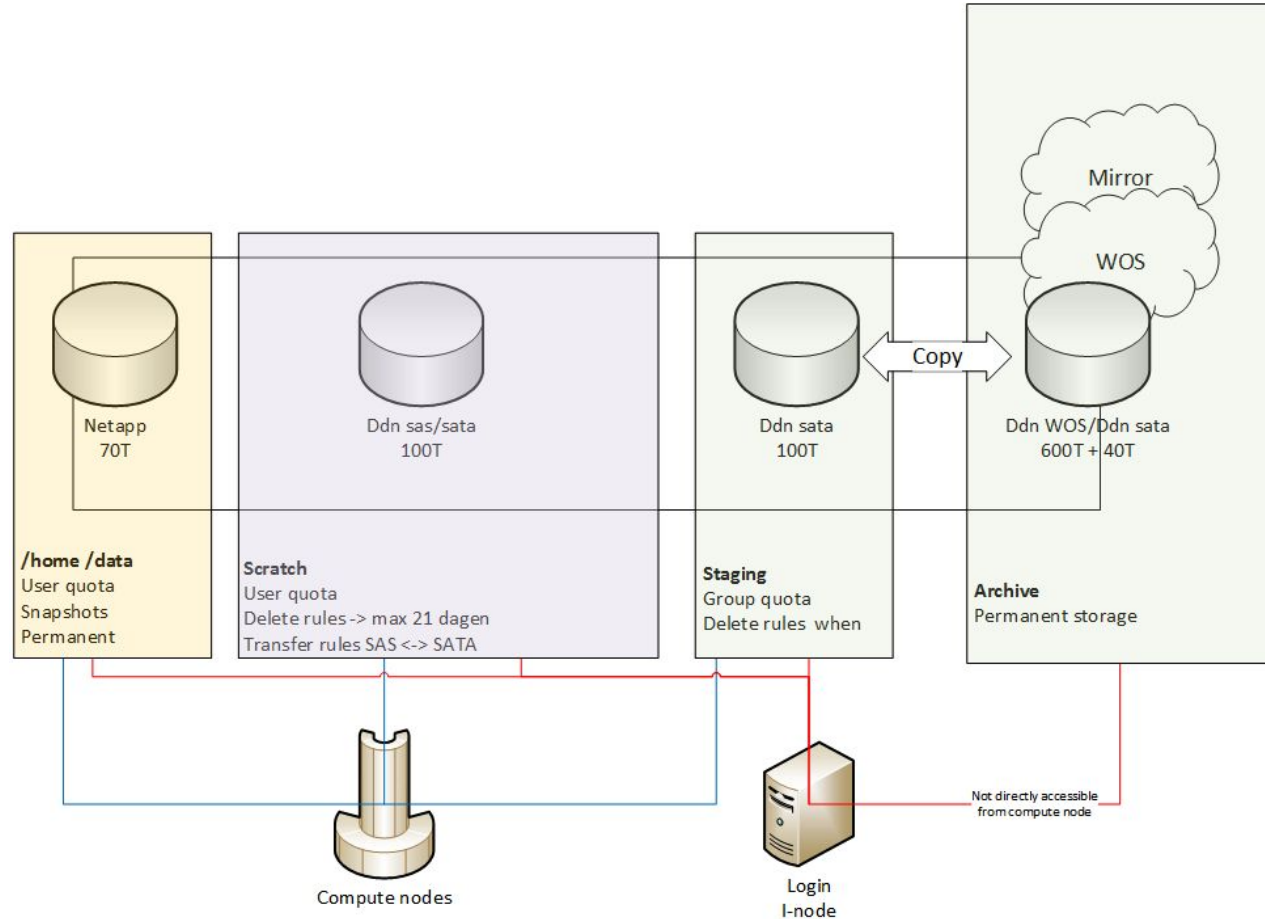 Mirror
WOS
Copy
Netapp
70T
Ddn sas/sata
100T
Ddn sata
100T
Ddn WOS/Ddn sata
600T + 40T
/home /data
User quota
Snapshots
Permanent
Scratch
User quota
Delete rules -> max 21 dagen
Transfer rules SAS <-> SATA
Staging
Group quota
Delete rules when
Archive
Permanent storage
Not directly accessible
from compute node
Compute nodes
Login
I-node